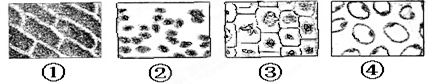 ① ② ③ ④